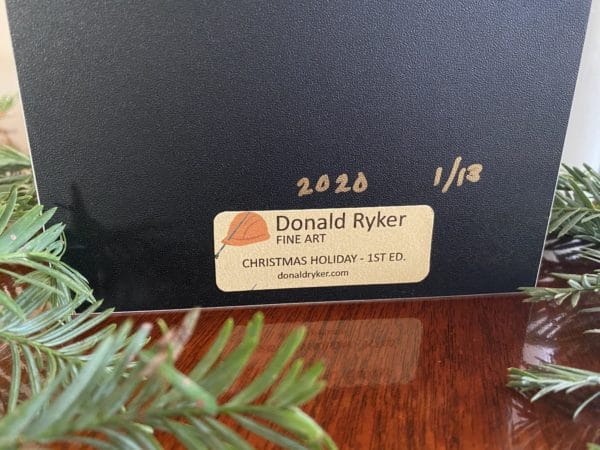 2020 1/13
Donald Ryker
FINE ART
CHRISTMAS HOLIDAY - 1ST ED.
donaldryker.com